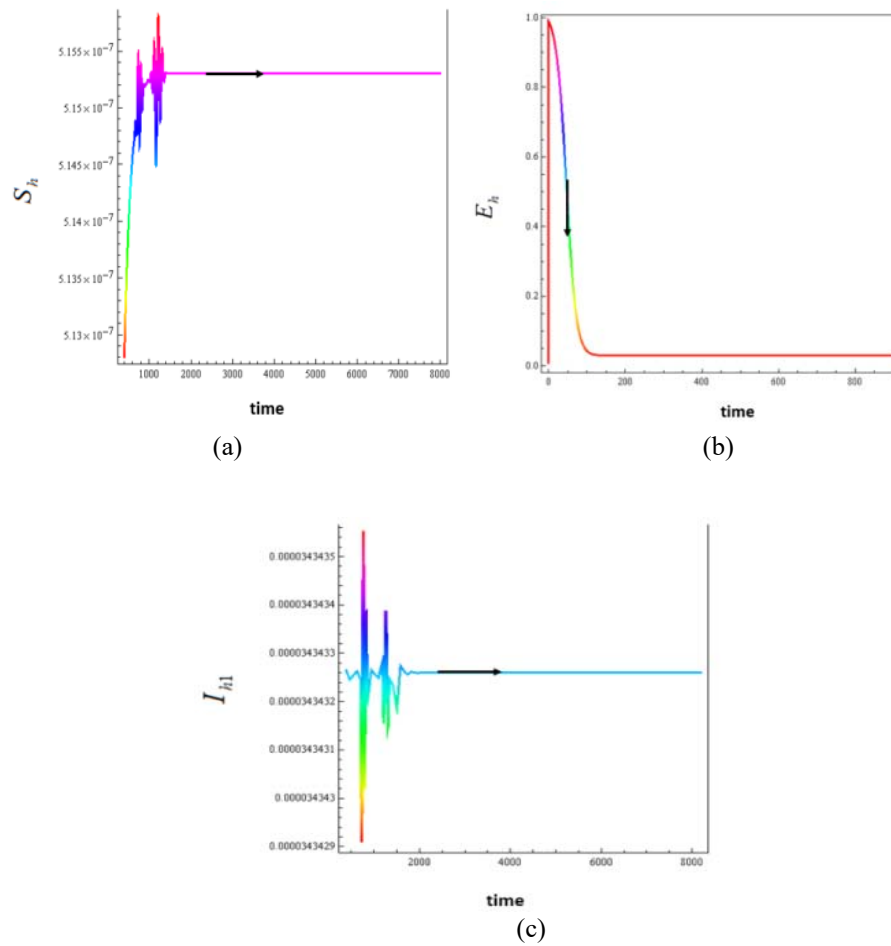 5.155×10⁻⁷
5.15×10⁻⁷
5.145×10⁻⁷
5.14×10⁻⁷
5.135×10⁻⁷
5.13×10⁻⁷
S_h
1000 2000 3000 4000 5000 6000 7000 8000
time
(a)
1.0
0.8
0.6
0.4
0.2
0.0
E_h
0 200 400 600 800
time
(b)
0.0000343435
0.0000343434
0.0000343433
0.0000343432
0.0000343431
0.000034343
0.0000343429
I_{h1}
2000 4000 6000 8000
time
(c)